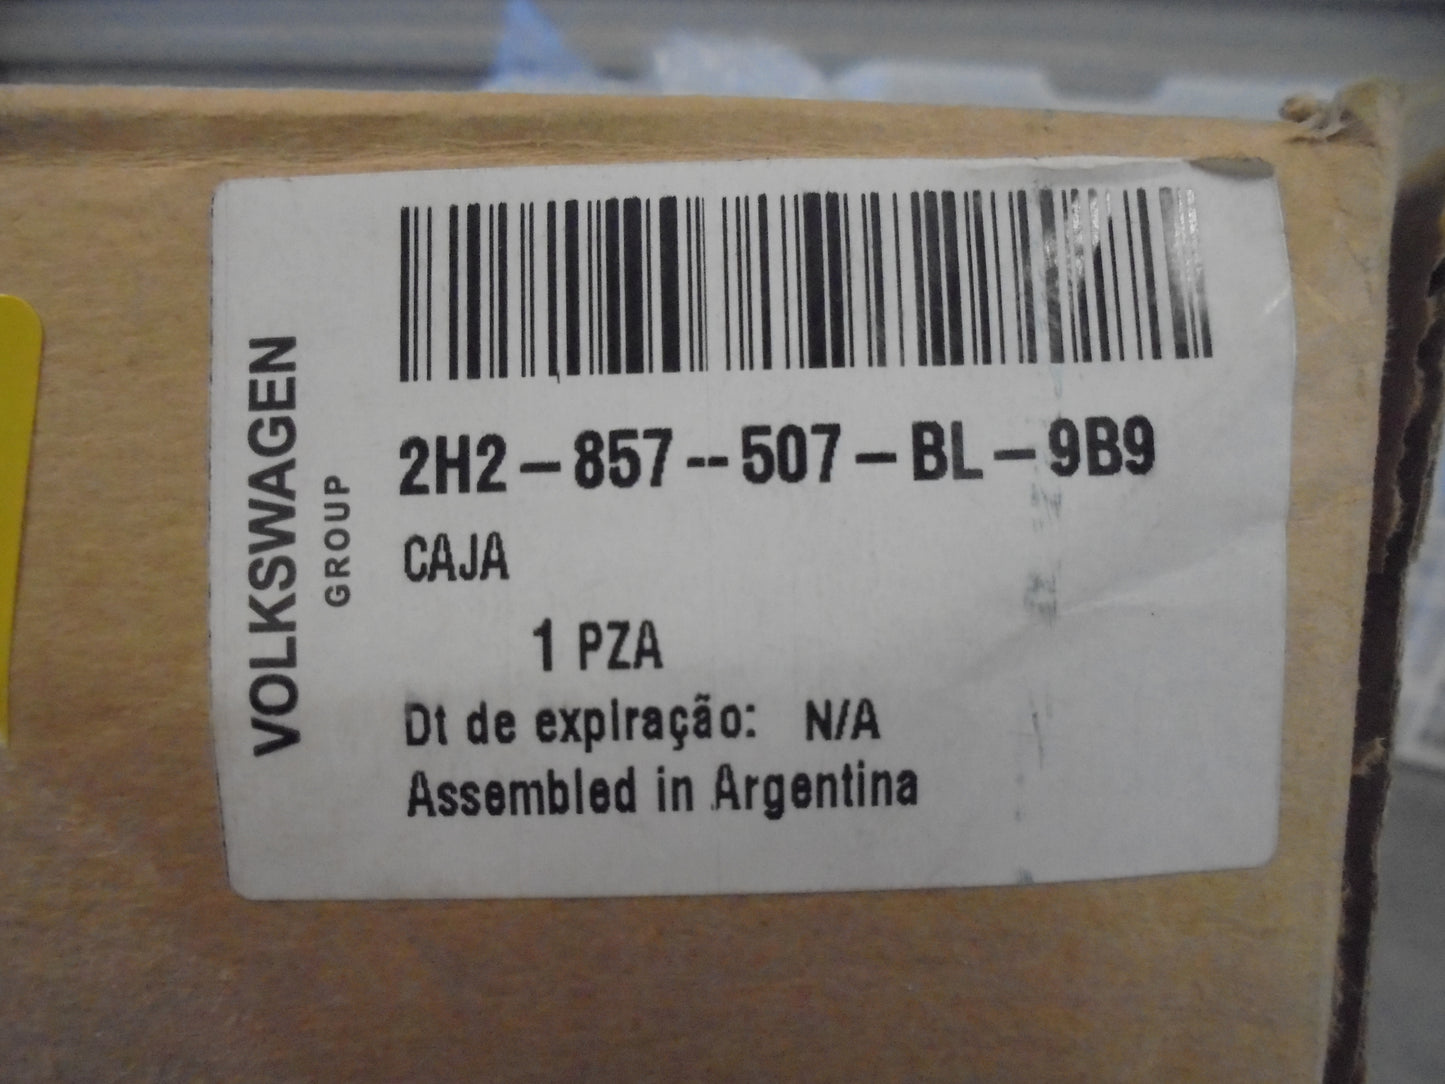 VOLKSWAGEN
GROUP
2H2-857--507-BL-9B9
CAJA
1 PZA
Dt de expiração: N/A
Assembled in Argentina